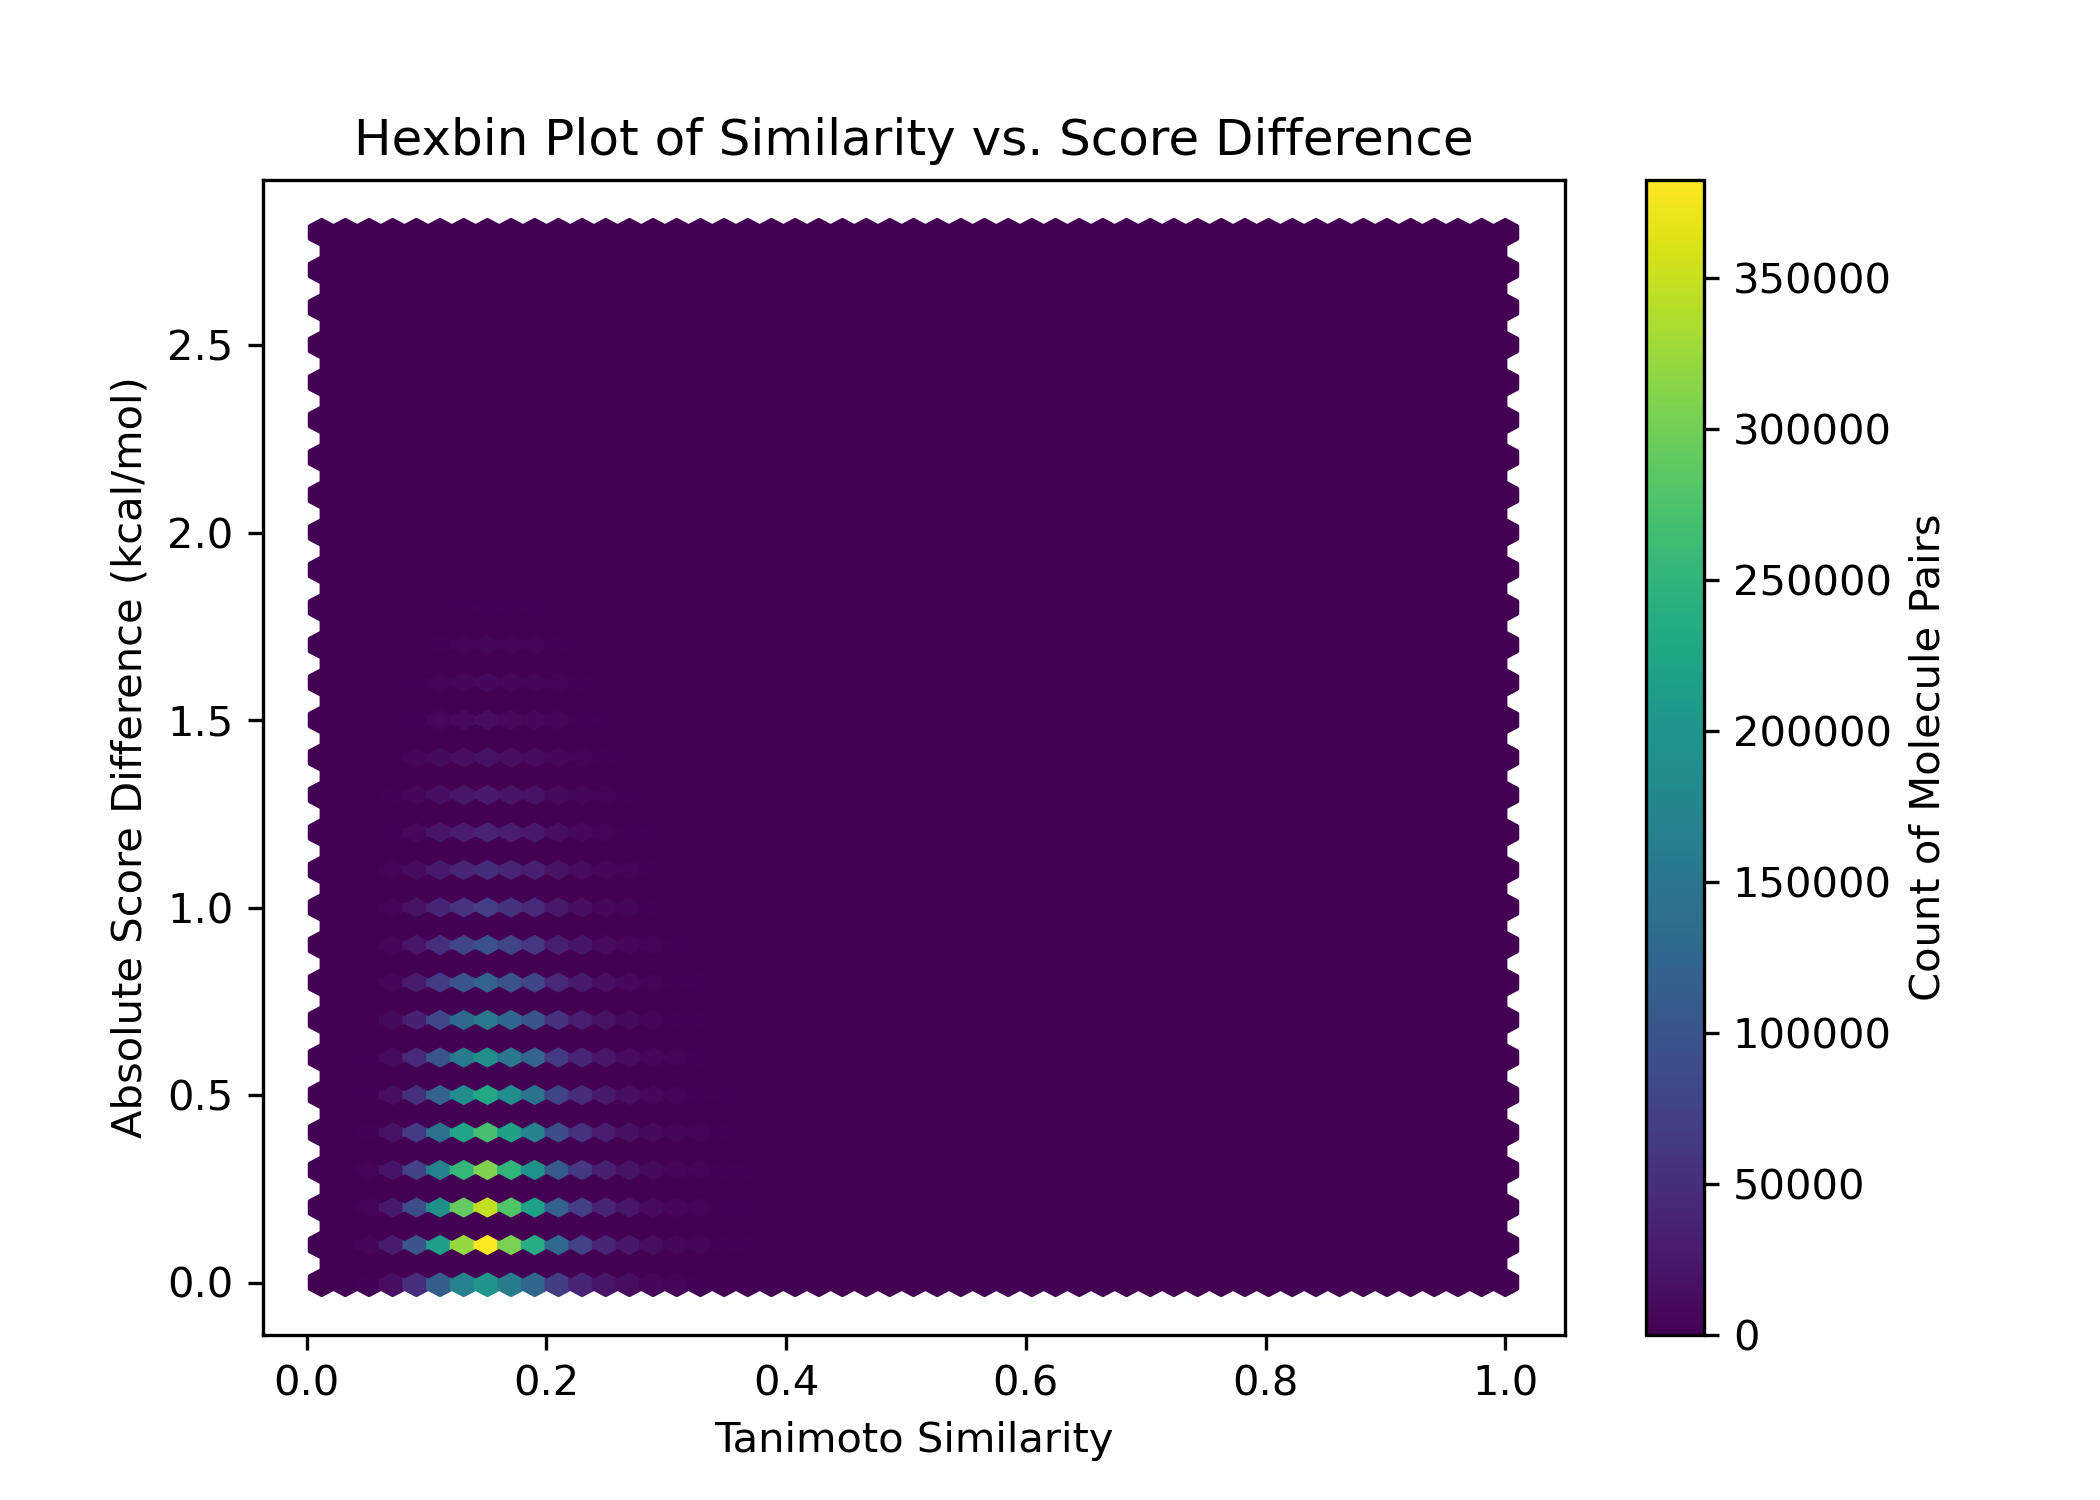 Hexbin Plot of Similarity vs. Score Difference
Absolute Score Difference (kcal/mol)
2.5
2.0
1.5
1.0
0.5
0.0
0.0 0.2 0.4 0.6 0.8 1.0
Tanimoto Similarity
350000
300000
250000
200000
150000
100000
50000
0
Count of Molecule Pairs